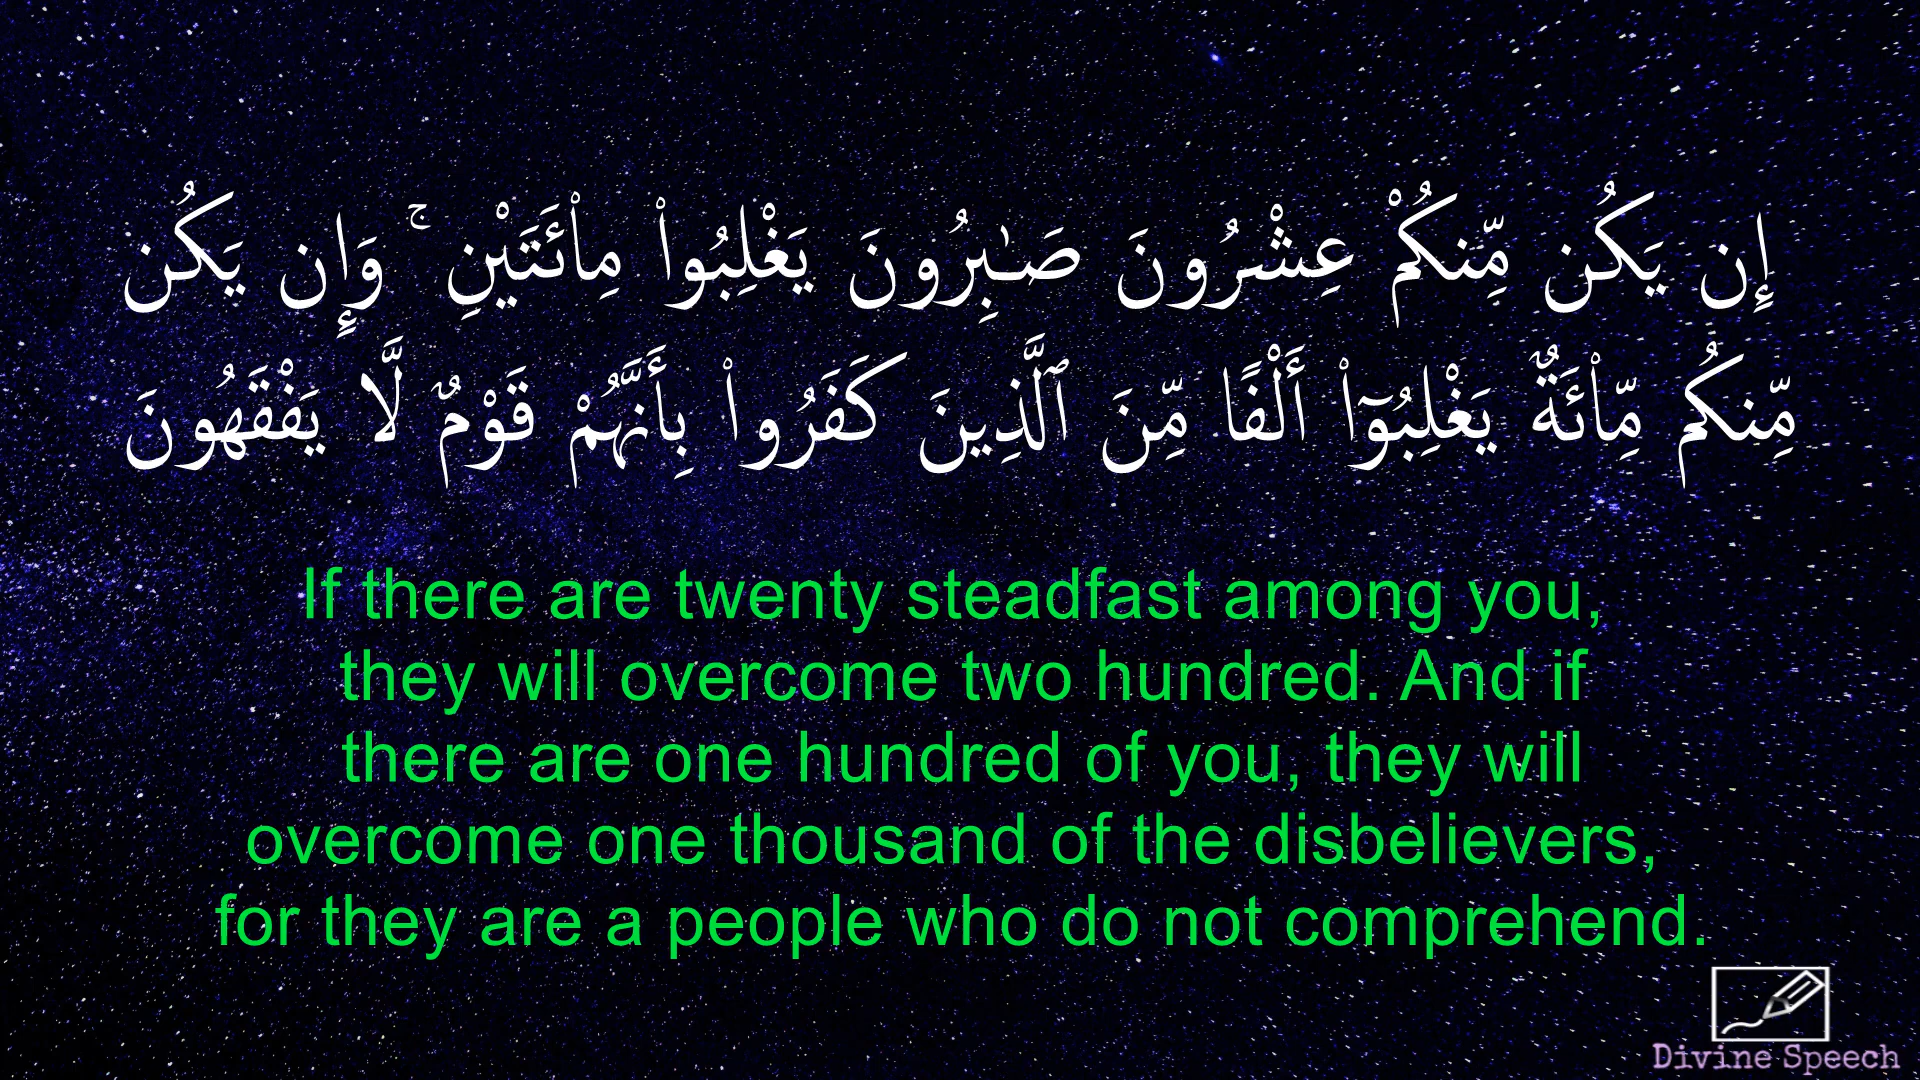 إِن يَكُن مِّنكُمْ عِشْرُونَ صَـٰبِرُونَ يَغْلِبُوا۟ مِا۟ئَتَيْنِ ۚ وَإِن يَكُن
مِّنكُم مِّا۟ئَةٌ يَغْلِبُوٓا۟ أَلْفًا مِّنَ ٱلَّذِينَ كَفَرُوا۟ بِأَنَّهُمْ قَوْمٌ لَّا يَفْقَهُونَ
If there are twenty steadfast among you,
they will overcome two hundred. And if
there are one hundred of you, they will
overcome one thousand of the disbelievers,
for they are a people who do not comprehend.
Divine Speech